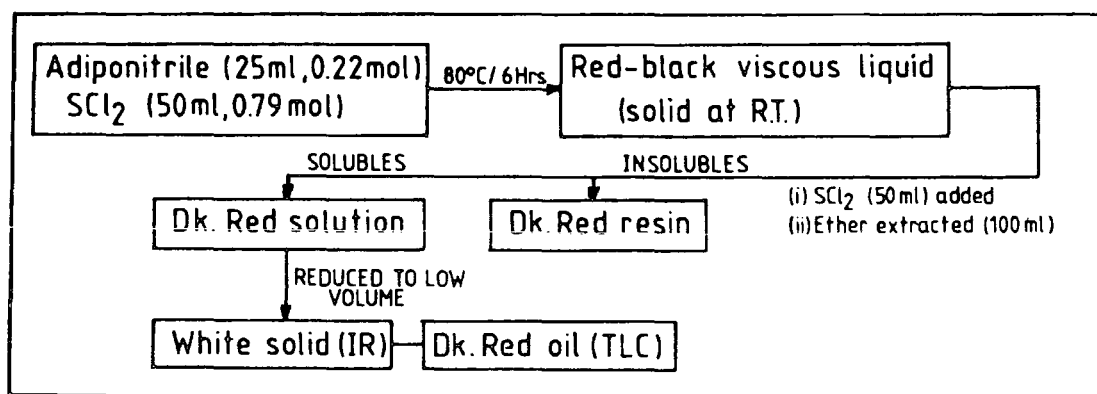 Adiponitrile (25ml, 0.22mol)
SCl₂ (50ml, 0.79mol)
80°C/ 6Hrs
Red-black viscous liquid
(solid at R.T.)
SOLUBLES
INSOLUBLES
(i) SCl₂ (50ml) added
(ii) Ether extracted (100ml)
Dk. Red solution
Dk. Red resin
REDUCED TO LOW
VOLUME
White solid (IR)
Dk. Red oil (TLC)